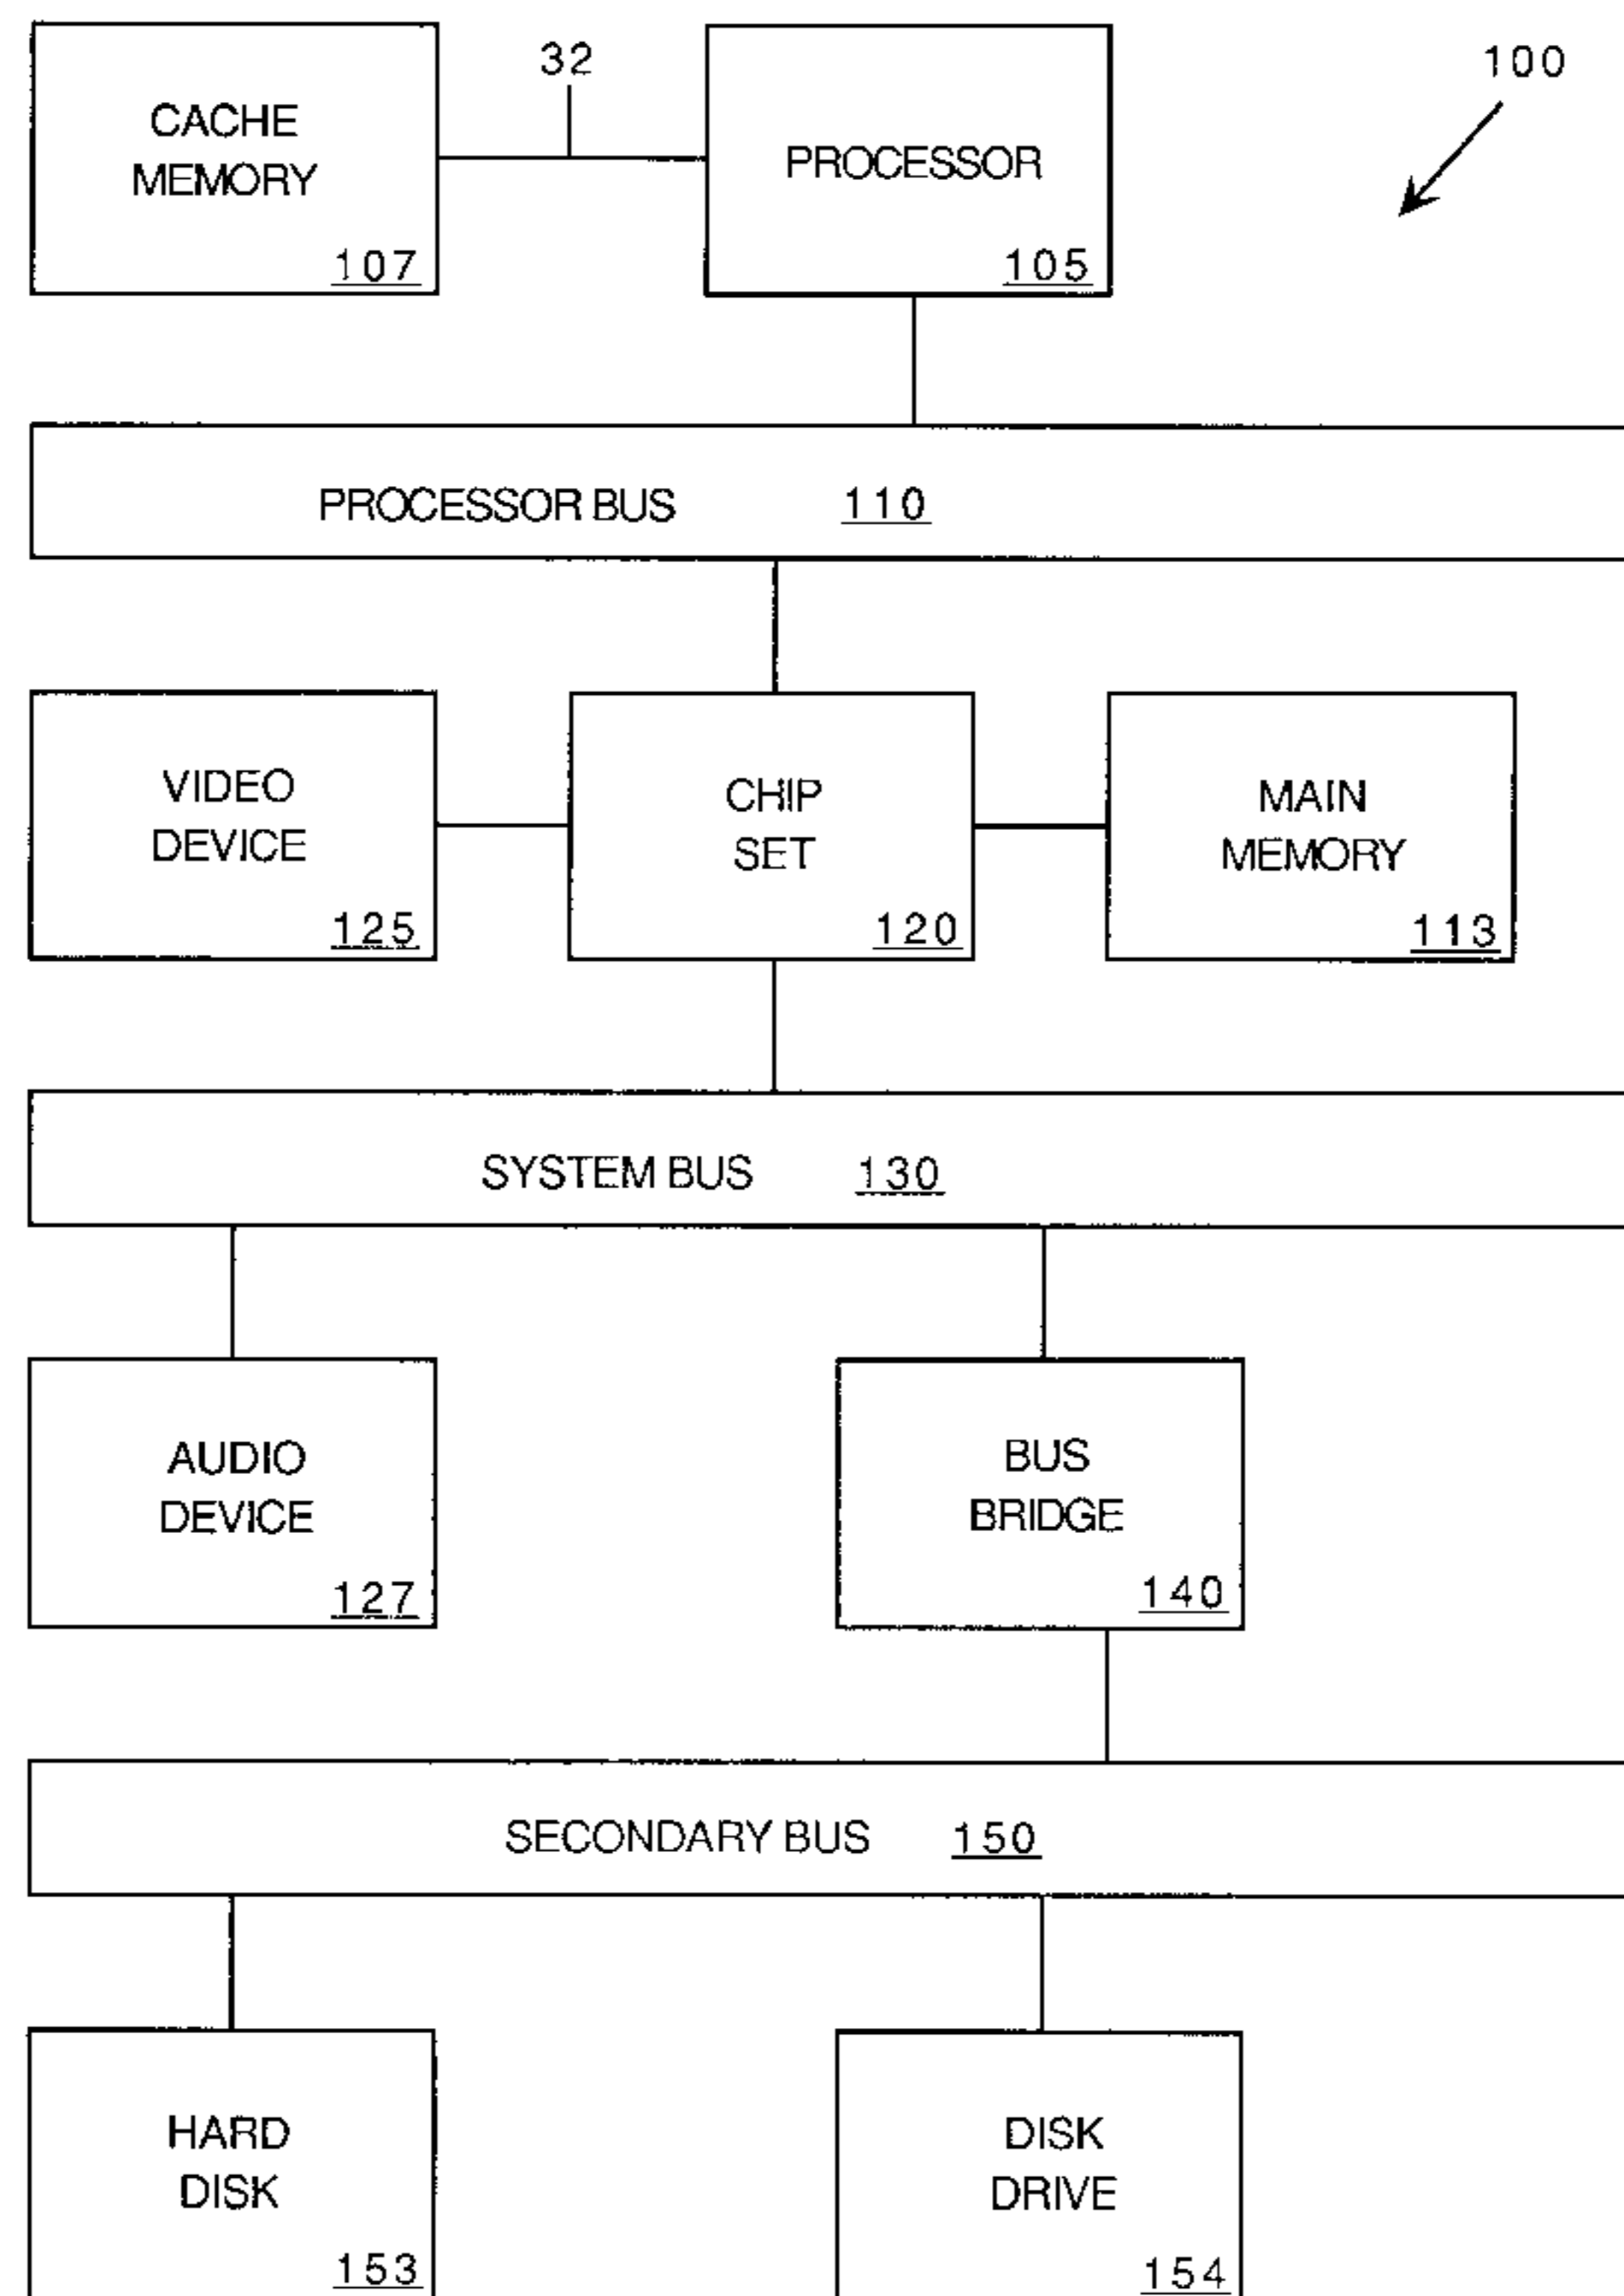 32
100
CACHE
MEMORY
107
PROCESSOR
105
PROCESSOR BUS 110
VIDEO
DEVICE
125
CHIP
SET
120
MAIN
MEMORY
113
SYSTEM BUS 130
AUDIO
DEVICE
127
BUS
BRIDGE
140
SECONDARY BUS 150
HARD
DISK
153
DISK
DRIVE
154